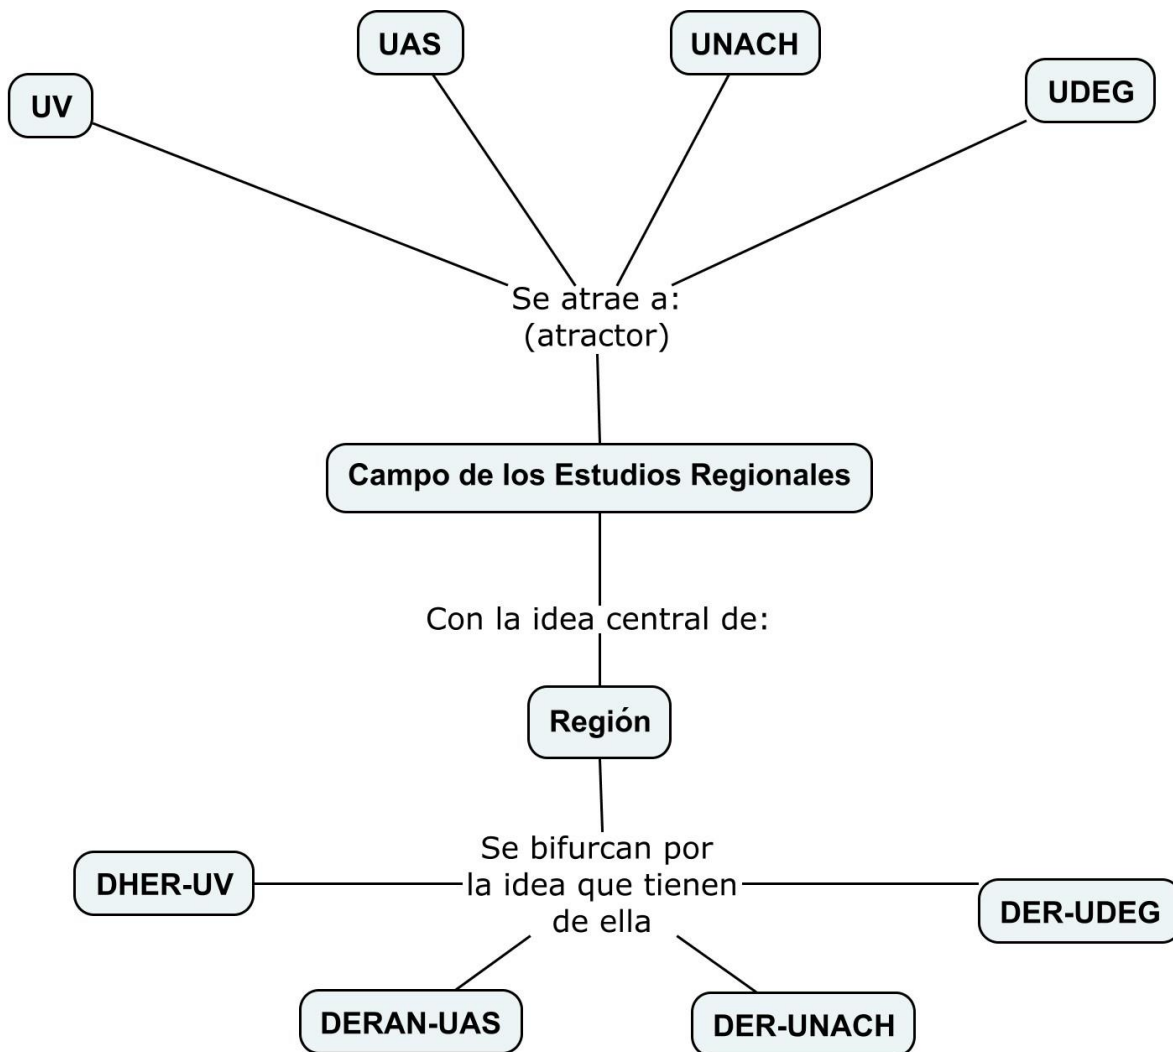 UAS
UNACH
UV
UDEG
Se atrae a:
(atractor)
Campo de los Estudios Regionales
Con la idea central de:
Región
Se bifurcan por
la idea que tienen
de ella
DHER-UV
DER-UDEG
DERAN-UAS
DER-UNACH